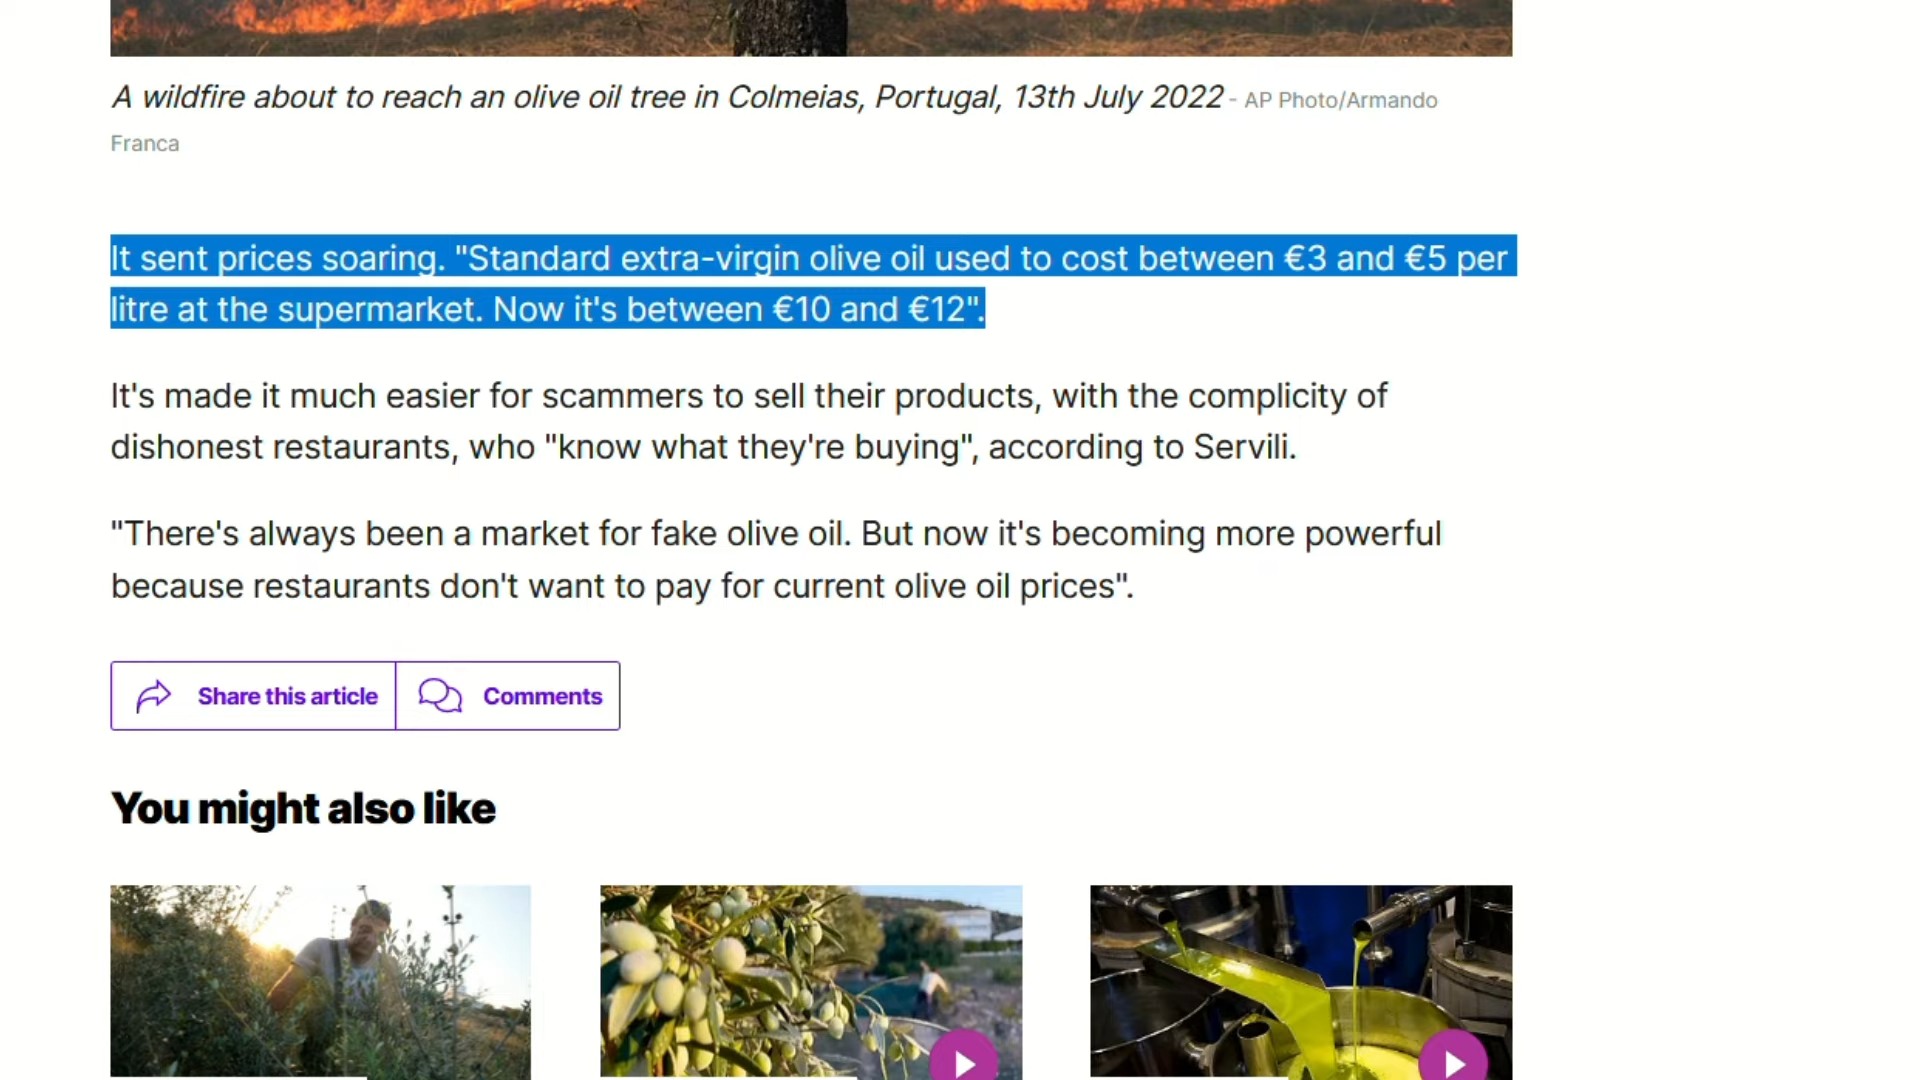 A wildfire about to reach an olive oil tree in Colmeias, Portugal, 13th July 2022 - AP Photo/Armando
Franca
It sent prices soaring. "Standard extra-virgin olive oil used to cost between €3 and €5 per
litre at the supermarket. Now it's between €10 and €12".
It's made it much easier for scammers to sell their products, with the complicity of
dishonest restaurants, who "know what they're buying", according to Servili.
"There's always been a market for fake olive oil. But now it's becoming more powerful
because restaurants don't want to pay for current olive oil prices".
Share this article Comments
You might also like